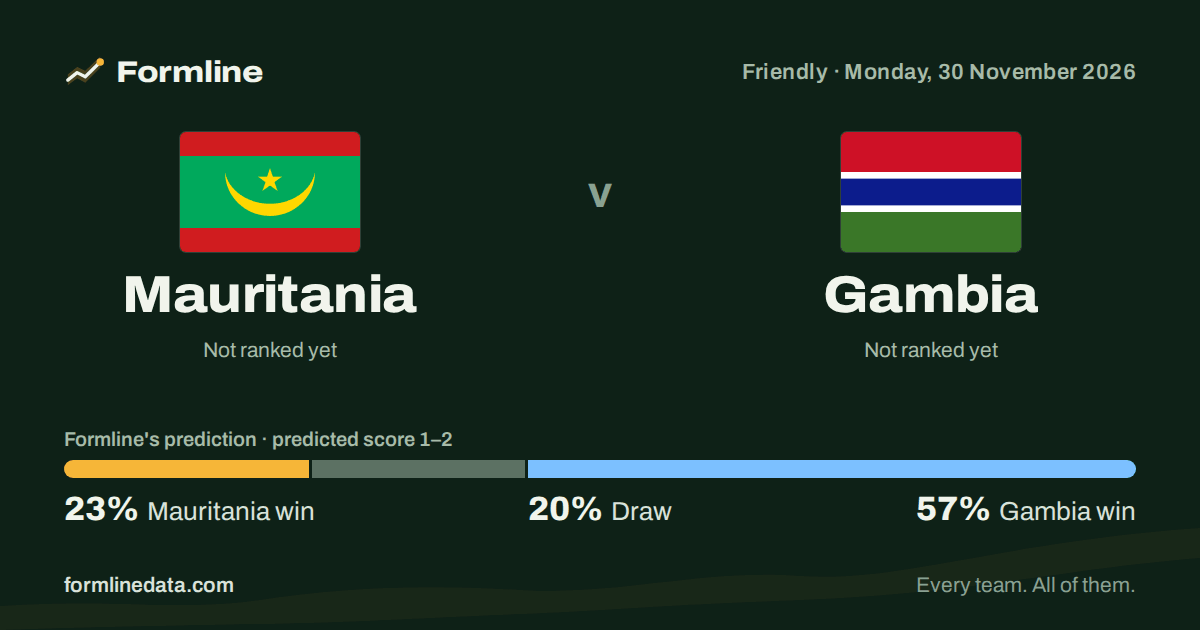 Formline
Friendly · Monday, 30 November 2026
v
Mauritania
Gambia
Not ranked yet
Not ranked yet
Formline's prediction · predicted score 1–2
23% Mauritania win
20% Draw
57% Gambia win
formlinedata.com
Every team. All of them.